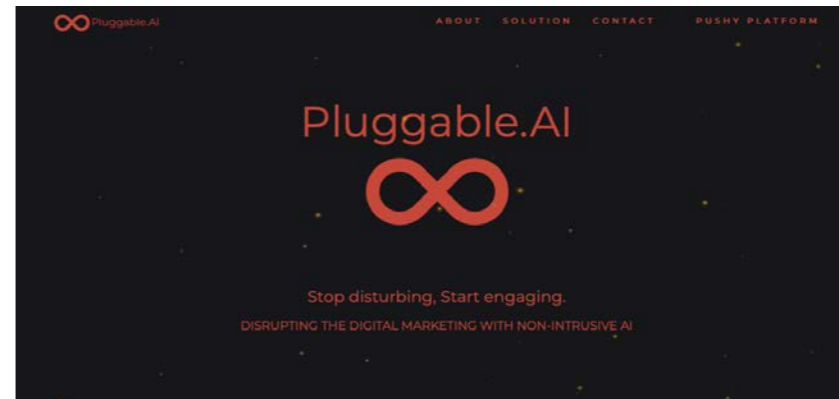 Pluggable.AI
ABOUT SOLUTION CONTACT PUSHY PLATFORM
Pluggable.AI
Stop disturbing, Start engaging.
DISRUPTING THE DIGITAL MARKETING WITH NON-INTRUSIVE AI